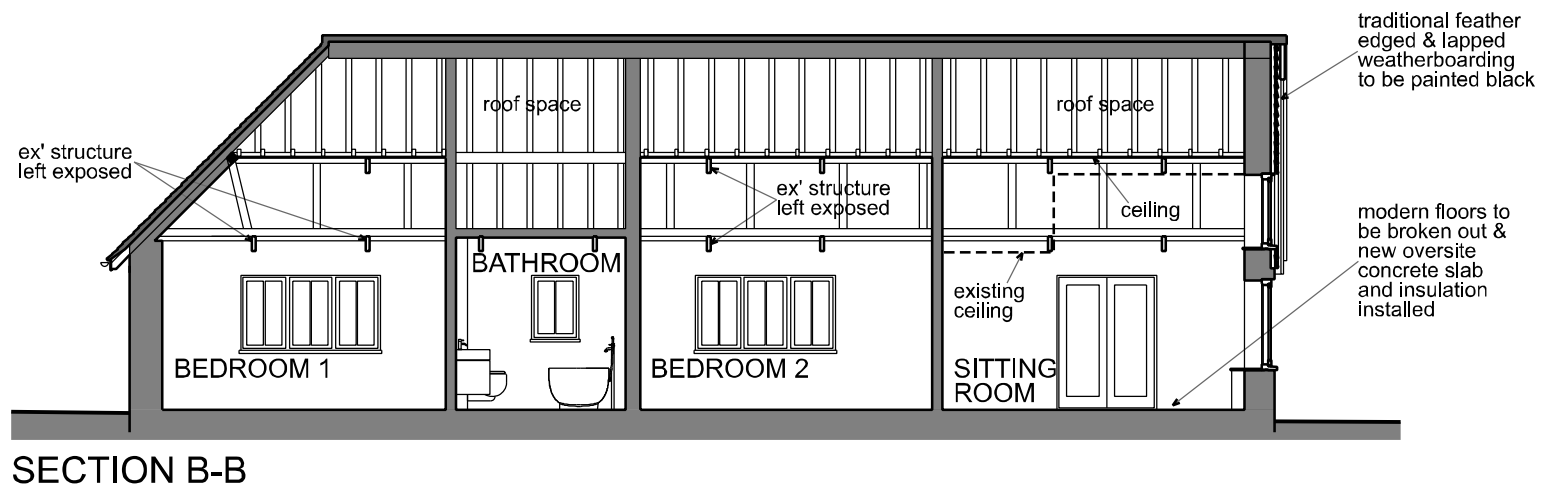 traditional feather
edged & lapped
weatherboarding
to be painted black
roof space
roof space
ex' structure
left exposed
ex' structure
left exposed
ceiling
modern floors to
be broken out &
new oversite
concrete slab
and insulation
installed
BATHROOM
existing
ceiling
BEDROOM 1
BEDROOM 2
SITTING
ROOM
SECTION B-B